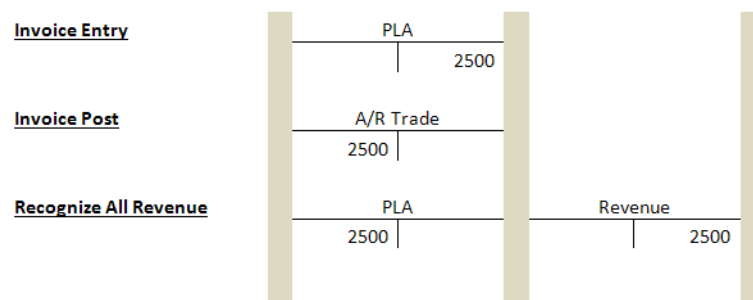 Invoice Entry PLA
2500
Invoice Post A/R Trade
2500
Recognize All Revenue PLA Revenue
2500 2500